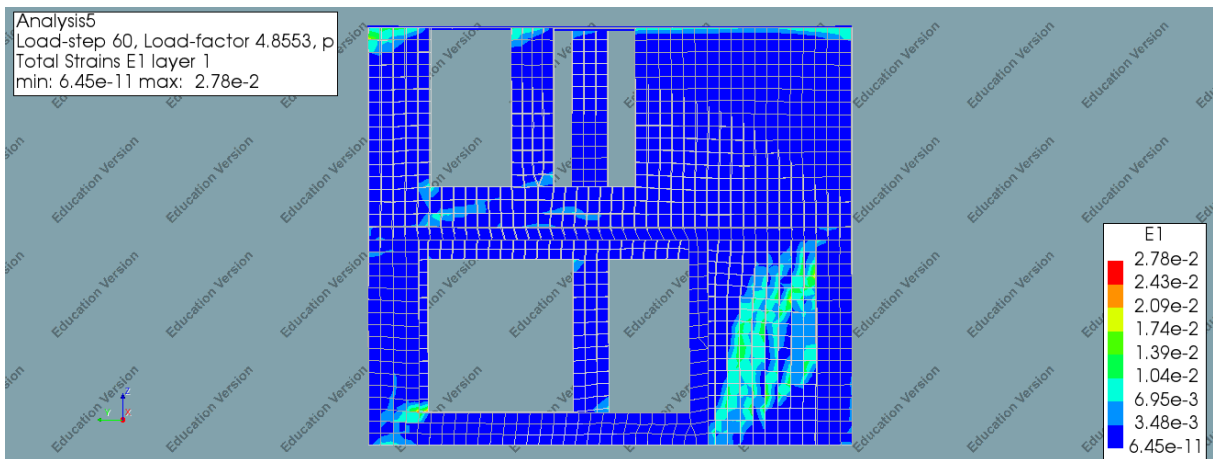 Analysis5
Load-step 60, Load-factor 4.8553, p
Total Strains E1 layer 1
min: 6.45e-11 max: 2.78e-2
E1
2.78e-2
2.43e-2
2.09e-2
1.74e-2
1.39e-2
1.04e-2
6.95e-3
3.48e-3
6.45e-11
Z
Y
X
Education Version